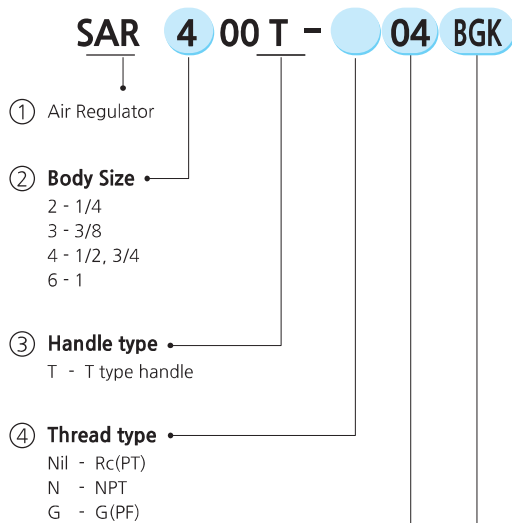 SAR 4 00 T - 04 BGK
① Air Regulator
② Body Size
2 - 1/4
3 - 3/8
4 - 1/2, 3/4
6 - 1
③ Handle type
T - T type handle
④ Thread type
Nil - Rc(PT)
N - NPT
G - G(PF)